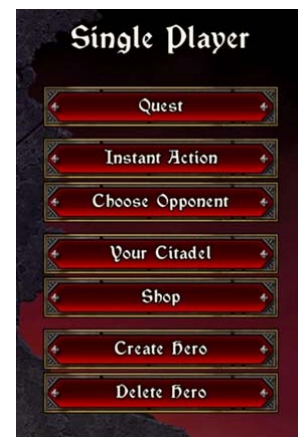 Single Player
Quest
Instant Action
Choose Opponent
Your Citadel
Shop
Create Hero
Delete Hero